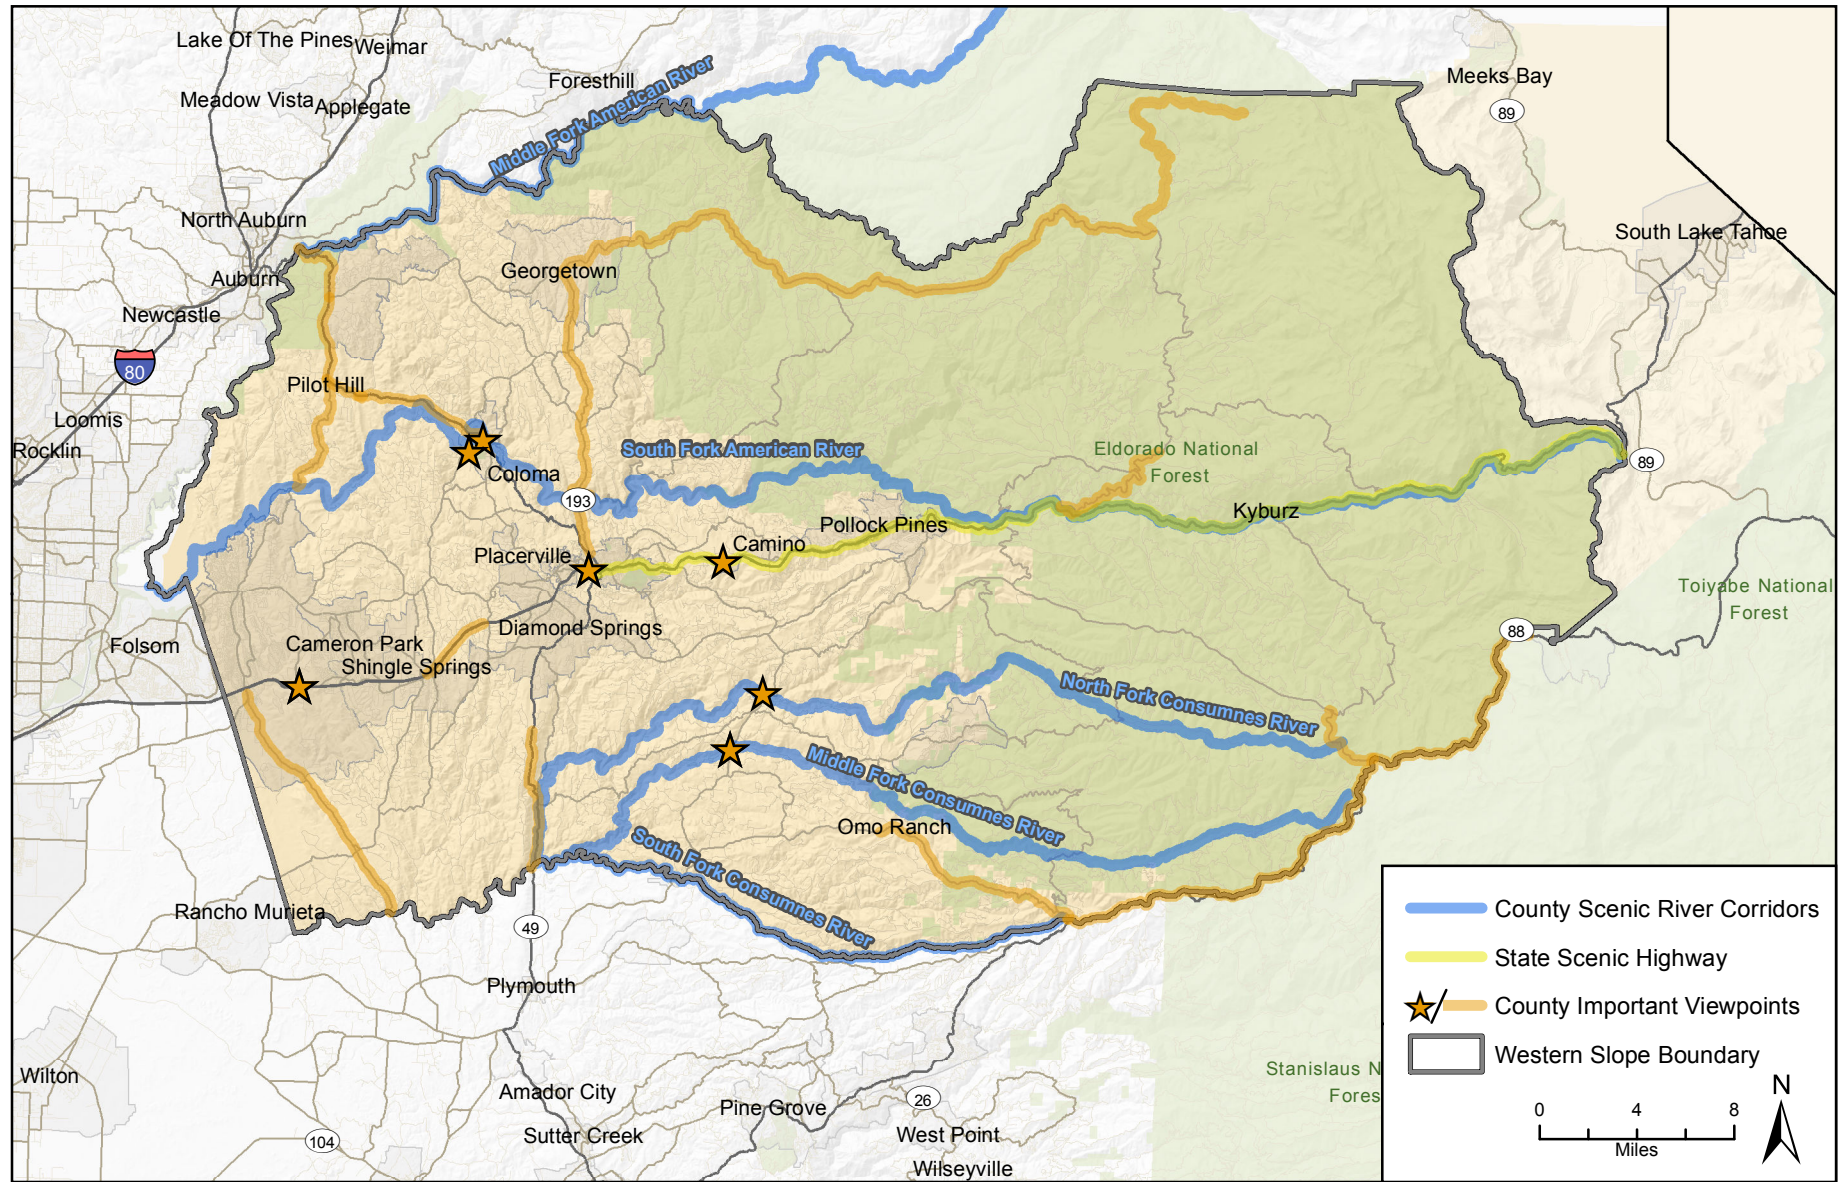 Lake Of The Pines
Weimar
Foresthill
Meeks Bay
Meadow Vista
Applegate
89
Middle Fork American River
North Auburn
South Lake Tahoe
Auburn
Georgetown
Newcastle
80
Pilot Hill
Loomis
Rocklin
South Fork American River
Eldorado National
Forest
89
Coloma
193
Kyburz
Pollock Pines
Camino
Placerville
Toiyabe National
Forest
Folsom
Diamond Springs
88
Cameron Park
Shingle Springs
North Fork Consumnes River
Middle Fork Consumnes River
Omo Ranch
South Fork Consumnes River
Rancho Murieta
49
Plymouth
Wilton
Amador City
Pine Grove
26
Sutter Creek
West Point
104
Wilseyville
Stanislaus N
Fores
County Scenic River Corridors
State Scenic Highway
/ County Important Viewpoints
Western Slope Boundary
N
0 4 8
Miles